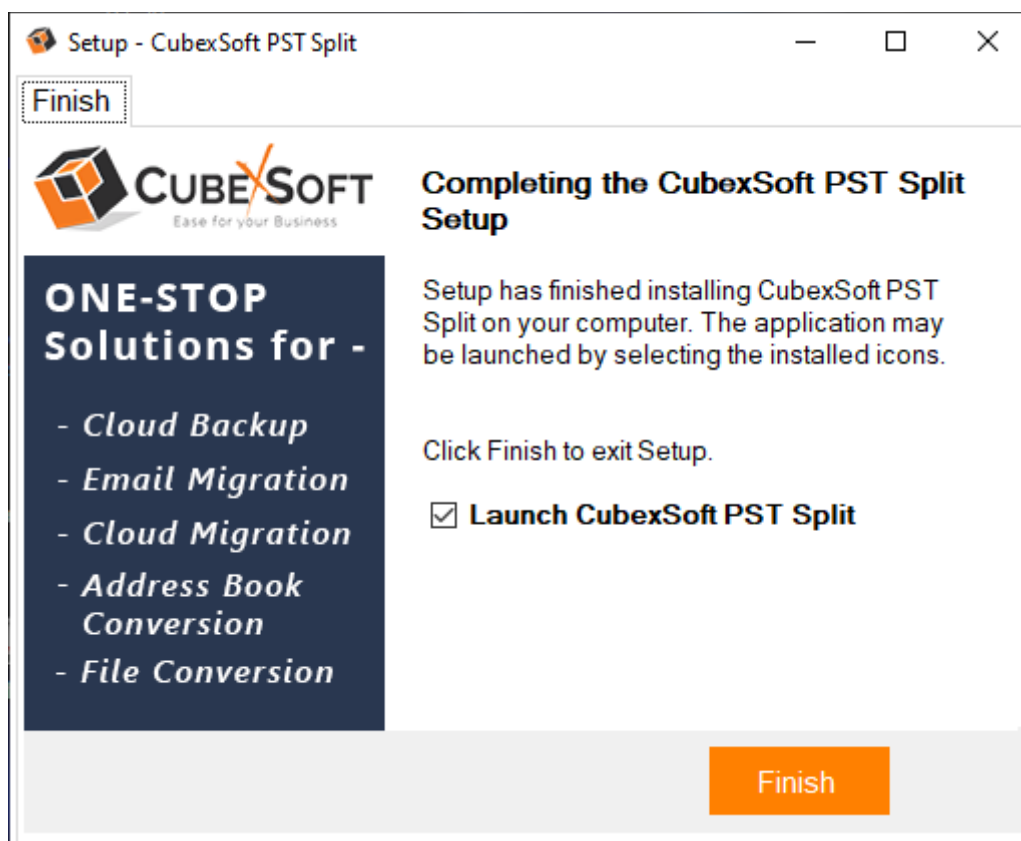 Setup - CubexSoft PST Split
Finish
CUBEXSOFT
Ease for your Business
Completing the CubexSoft PST Split
Setup
ONE-STOP
Solutions for -
- Cloud Backup
- Email Migration
- Cloud Migration
- Address Book
Conversion
- File Conversion
Setup has finished installing CubexSoft PST
Split on your computer. The application may
be launched by selecting the installed icons.
Click Finish to exit Setup.
Launch CubexSoft PST Split
Finish